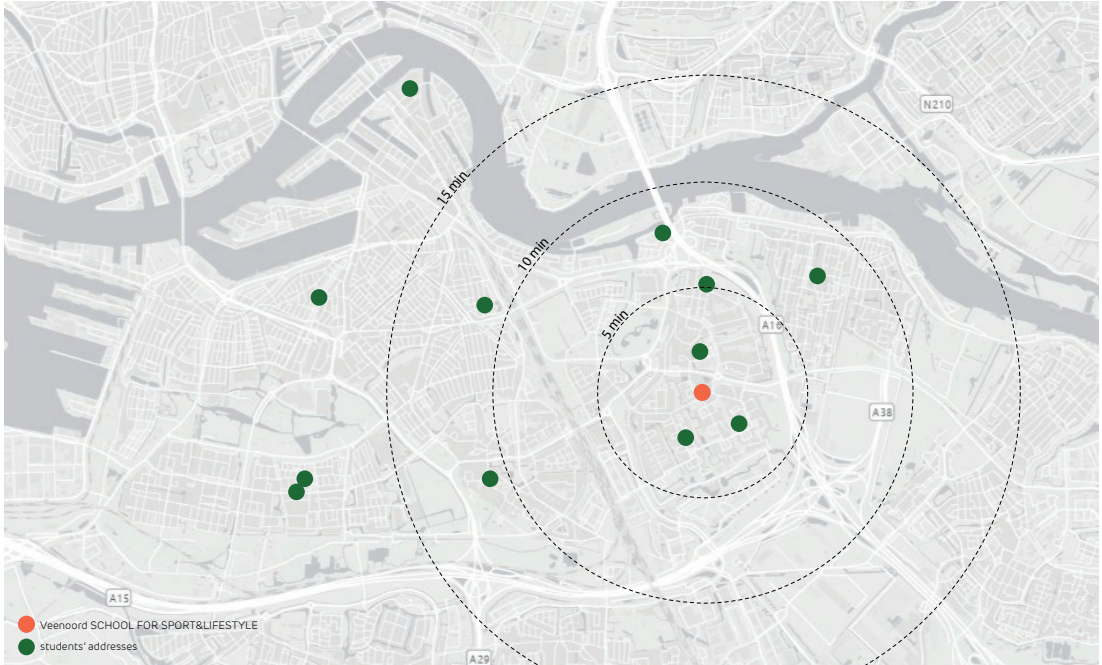 N210
15 min
10 min
5 min
A16
A38
A15
Veenoord SCHOOL FOR SPORT&LIFESTYLE
students' addresses
A29